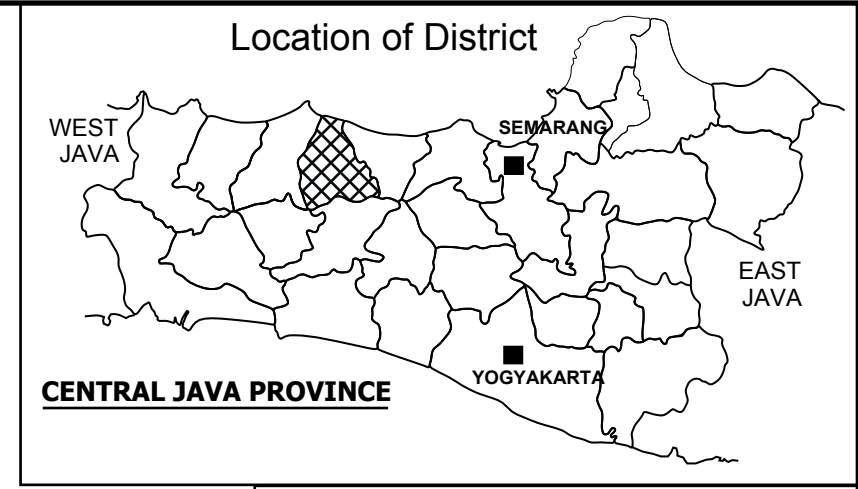 Location of District
WEST
JAVA
SEMARANG
EAST
JAVA
YOGYAKARTA
CENTRAL JAVA PROVINCE